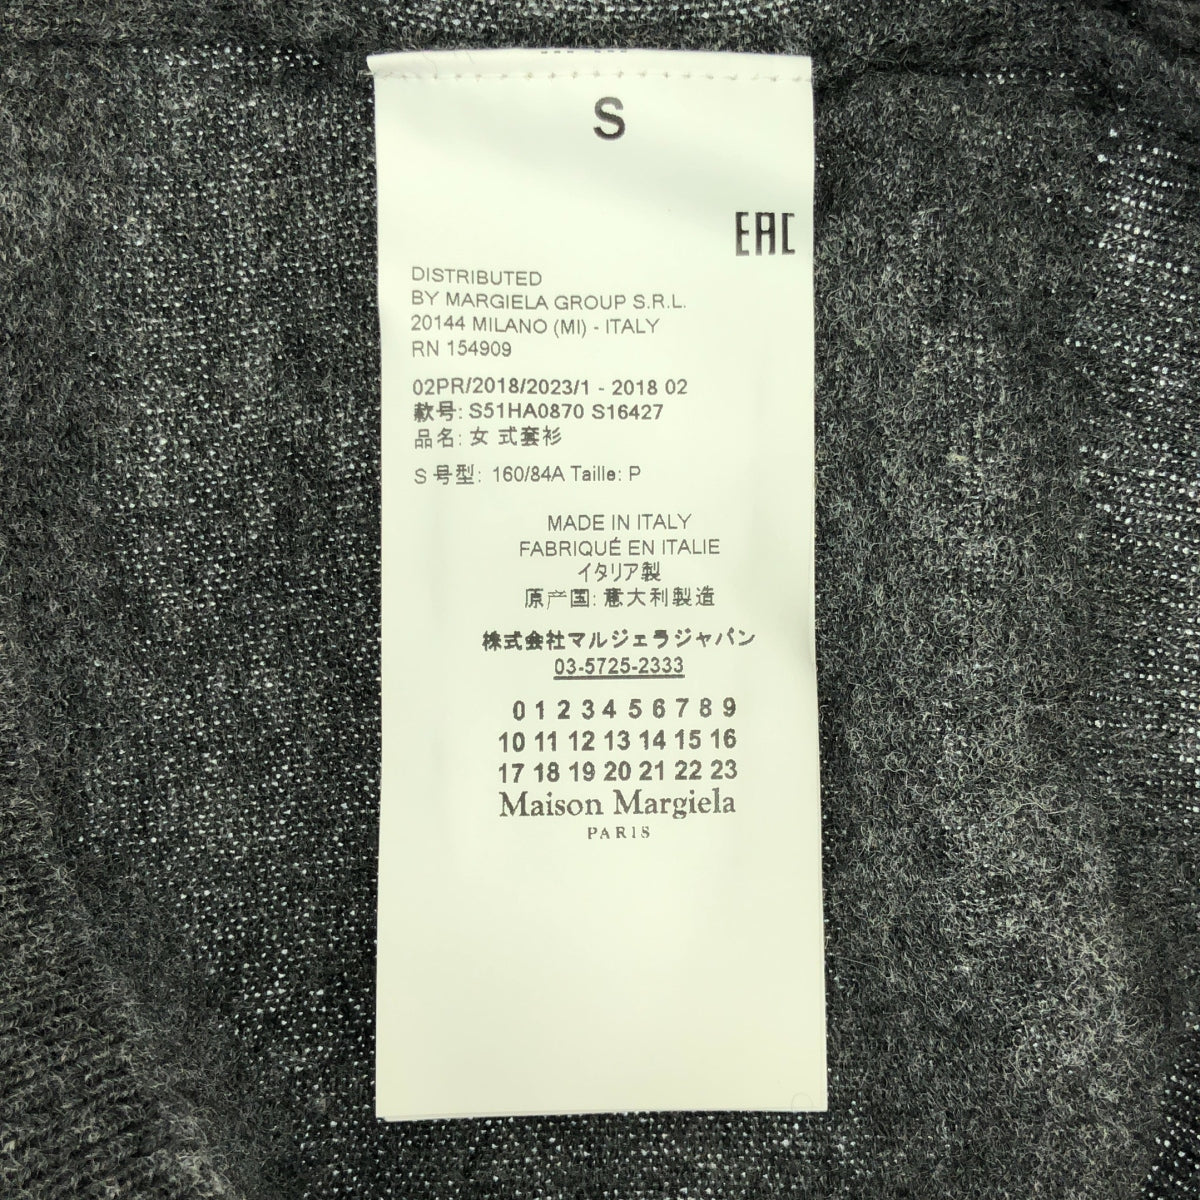 S
EAC
DISTRIBUTED
BY MARGIELA GROUP S.R.L.
20144 MILANO (MI) - ITALY
RN 154909
02PR/2018/2023/1 - 2018 02
款号: S51HA0870 S16427
品名: 女 式套衫
S 号型: 160/84A Taille: P
MADE IN ITALY
FABRIQUÉ EN ITALIE
イタリア製
原产国: 意大利製造
株式会社マルジェラジャパン
03-5725-2333
0 1 2 3 4 5 6 7 8 9
10 11 12 13 14 15 16
17 18 19 20 21 22 23
Maison Margiela
PARIS